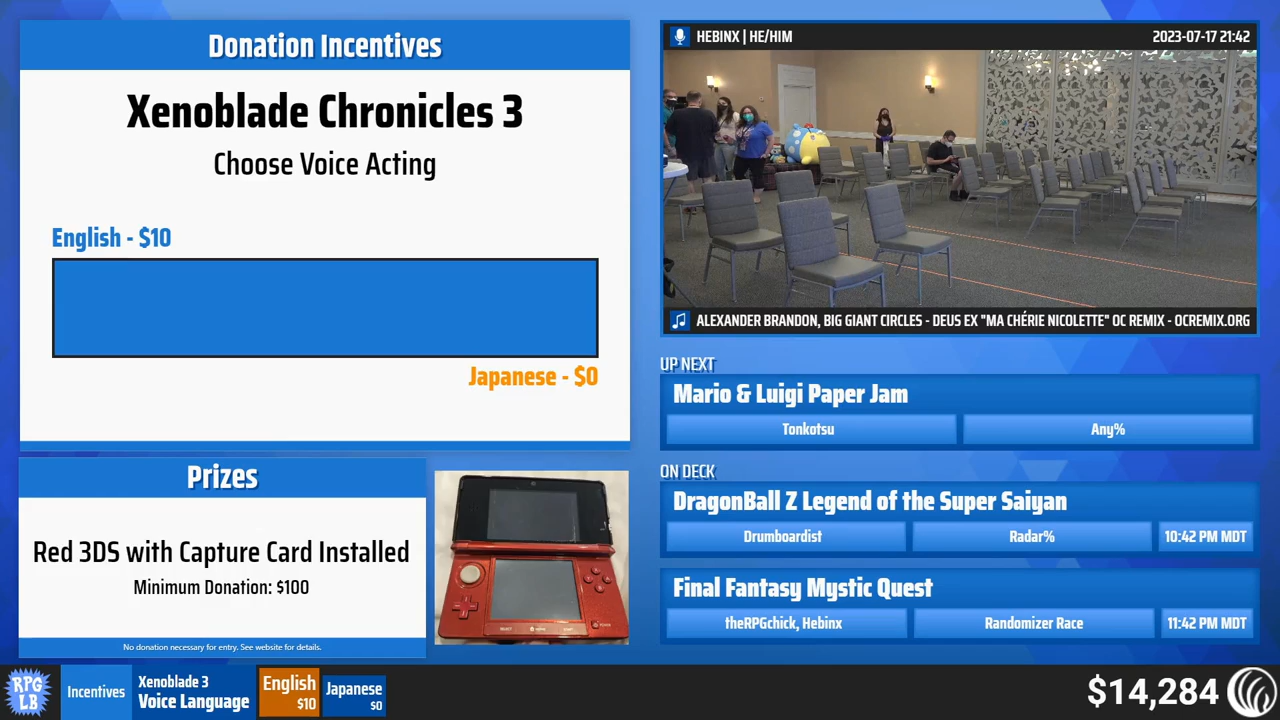 Donation Incentives
Xenoblade Chronicles 3
Choose Voice Acting
English - $10
Japanese - $0
Prizes
Red 3DS with Capture Card Installed
Minimum Donation: $100
No donation necessary for entry. See website for details.
HEBINX | HE/HIM
2023-07-17 21:42
ALEXANDER BRANDON, BIG GIANT CIRCLES - DEUS EX "MA CHÉRIE NICOLETTE" OC REMIX - OCREMIX.ORG
UP NEXT
Mario & Luigi Paper Jam
Tonkotsu
Any%
ON DECK
DragonBall Z Legend of the Super Saiyan
Drumboardist
Radar%
10:42 PM MDT
Final Fantasy Mystic Quest
theRPGchick, Hebinx
Randomizer Race
11:42 PM MDT
RPG
LB
Incentives
Xenoblade 3
Voice Language
English
$10
Japanese
$0
$14,284